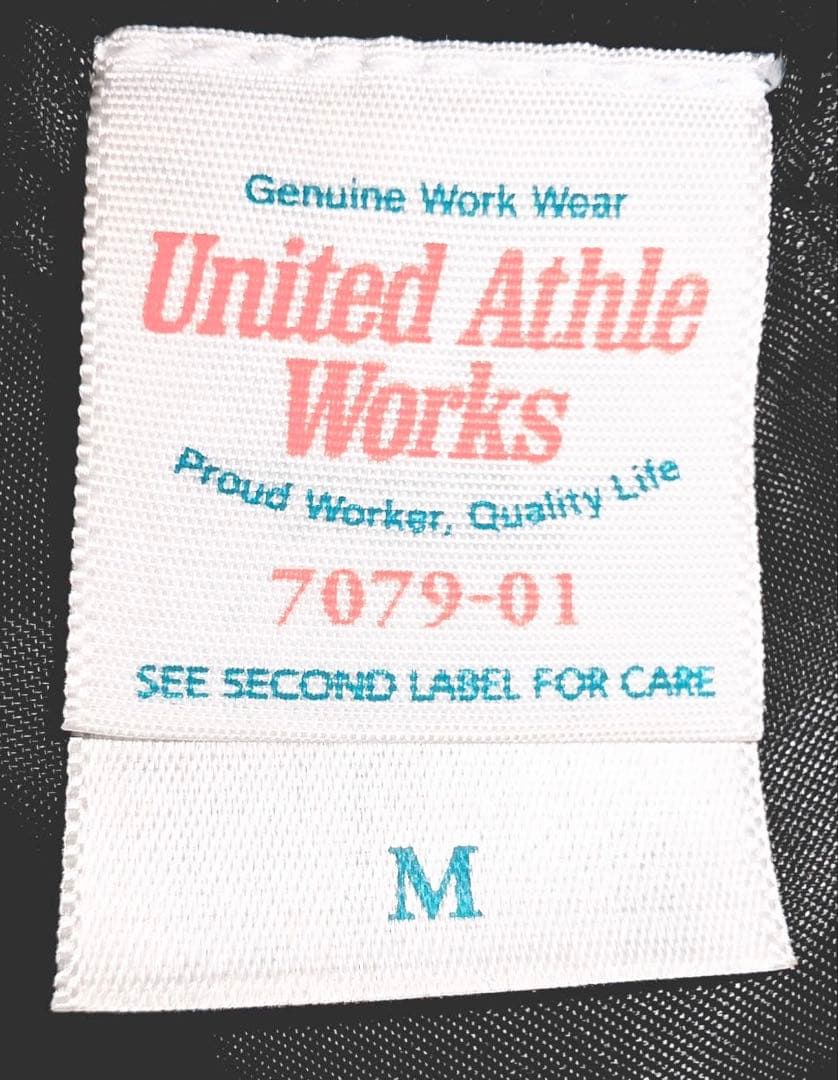 Genuine Work Wear
United Athle
Works
Proud Worker, Quality Life
7079-01
SEE SECOND LABEL FOR CARE
M